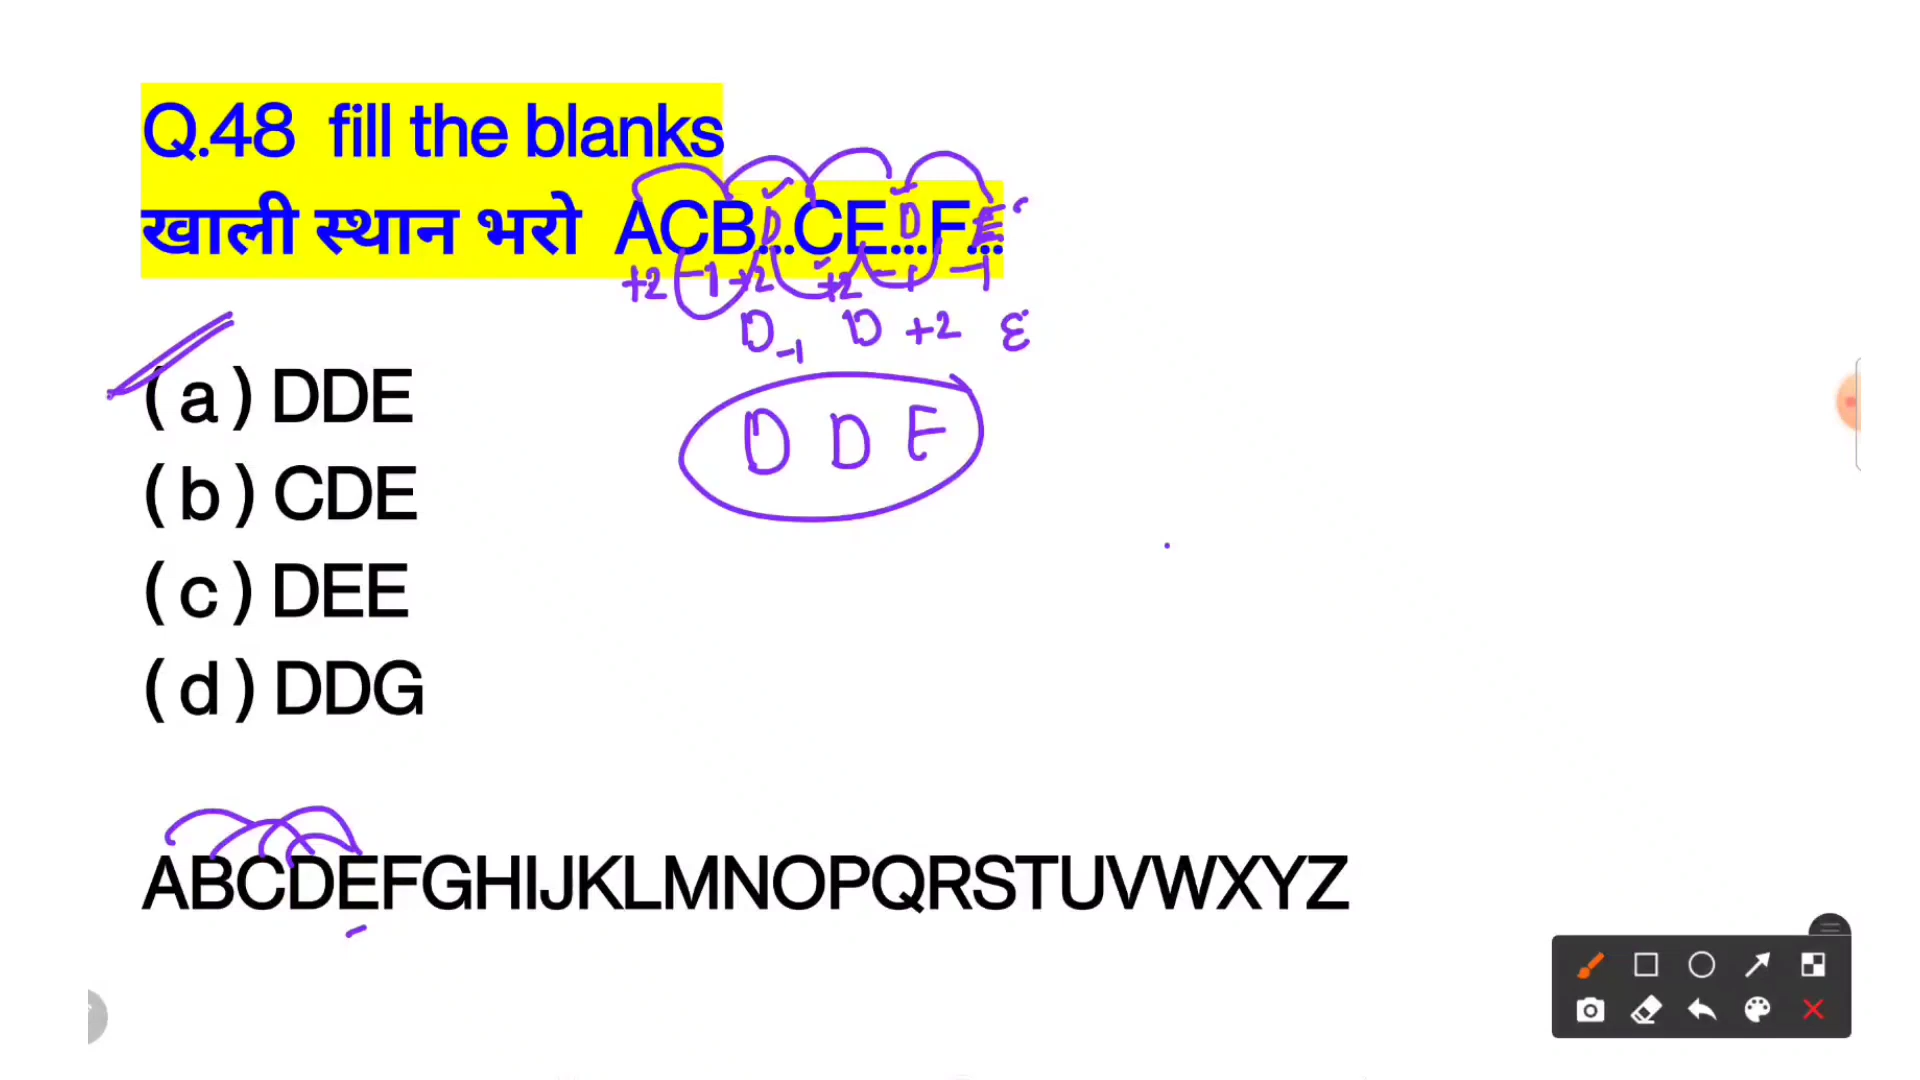 Q.48 fill the blanks
खाली स्थान भरो ACB...CE...F...
D D E
+2 -1 +2 +2 -1 -1
D -1 D +2 E
(a) DDE
D D E
(b) CDE
(c) DEE
(d) DDG
ABCDEFGHIJKLMNOPQRSTUVWXYZ